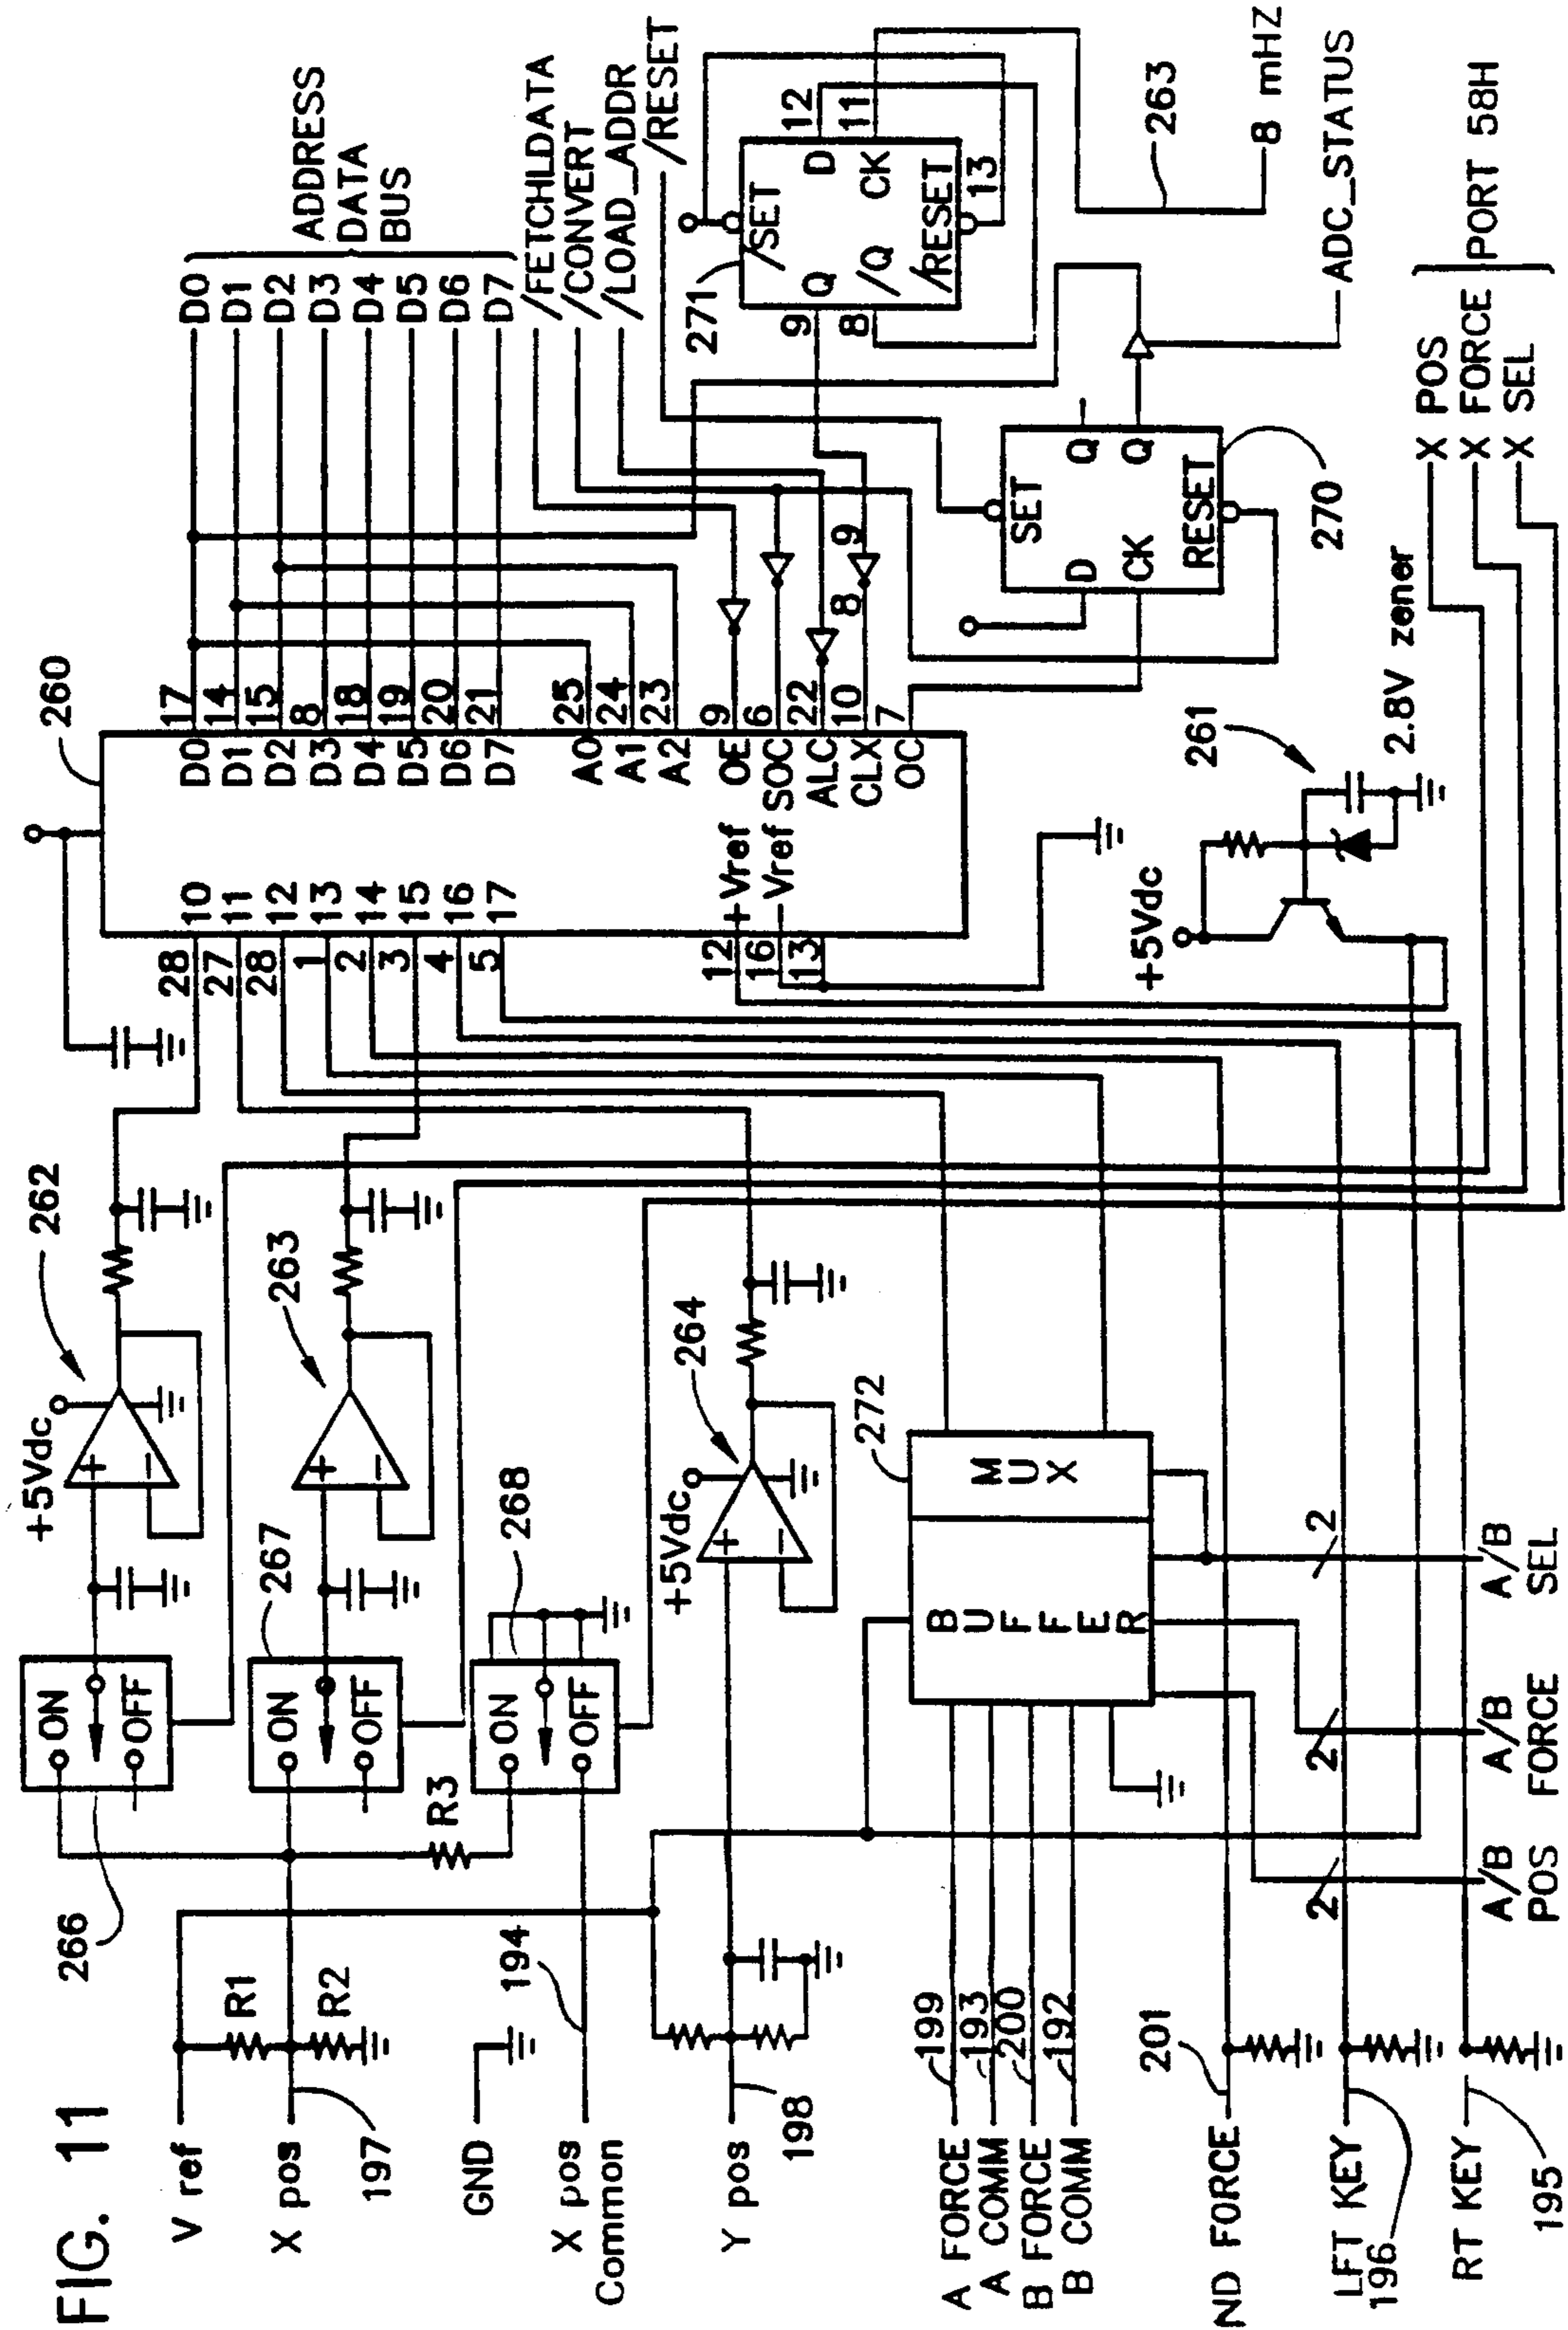 FIG. 11
V ref
X pos
197
GND
X pos
Common
Y pos
198
A FORCE
A COMM
B FORCE
B COMM
ND FORCE
LFT KEY
196
RT KEY
195
R1
R2
194
199
193
200
192
201
266
R3
ON
OFF
267
ON
OFF
268
ON
OFF
+5Vdc
+
−
262
+
−
263
+5Vdc
+
−
264
272
BUFFER
MUX
2
A/B
POS
2
A/B
FORCE
2
A/B
SEL
260
28
27
28
1
2
3
4
5
12
16
13
10
11
12
13
14
15
16
17
+Vref
−Vref
D0
D1
D2
D3
D4
D5
D6
D7
A0
A1
A2
OE
SOC
ALC
CLX
OC
17
14
15
8
18
19
20
21
25
24
23
9
6
22
10
7
8
9
D0
D1
D2
D3
D4
D5
D6
D7
ADDRESS
DATA
BUS
/FETCHLDATA
/CONVERT
/LOAD_ADDR
/RESET
271
/SET
Q
D
/Q
CK
/RESET
9
8
12
11
13
263
8 mHZ
SET
D
Q
CK
Q
RESET
270
ADC_STATUS
+5Vdc
261
2.8V zener
X POS
X FORCE
X SEL
PORT 58H